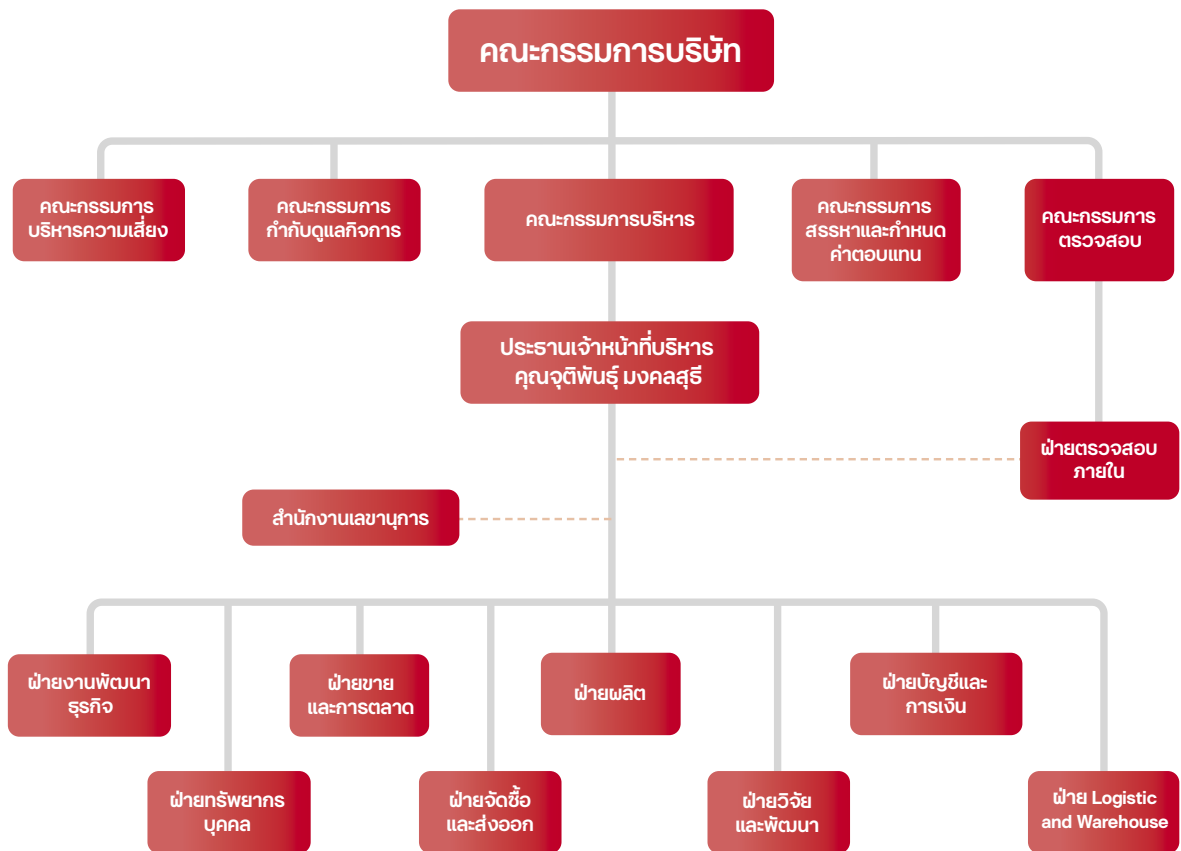 คณะกรรมการบริษัท
คณะกรรมการ
บริหารความเสี่ยง
คณะกรรมการ
กำกับดูแลกิจการ
คณะกรรมการบริหาร
คณะกรรมการ
สรรหาและกำหนด
ค่าตอบแทน
คณะกรรมการ
ตรวจสอบ
ประธานเจ้าหน้าที่บริหาร
คุณจุติพันธุ์ มงคลสุธี
ฝ่ายตรวจสอบ
ภายใน
สำนักงานเลขานุการ
ฝ่ายงานพัฒนา
ธุรกิจ
ฝ่ายขาย
และการตลาด
ฝ่ายผลิต
ฝ่ายบัญชีและ
การเงิน
ฝ่ายทรัพยากร
บุคคล
ฝ่ายจัดซื้อ
และส่งออก
ฝ่ายวิจัย
และพัฒนา
ฝ่าย Logistic
and Warehouse